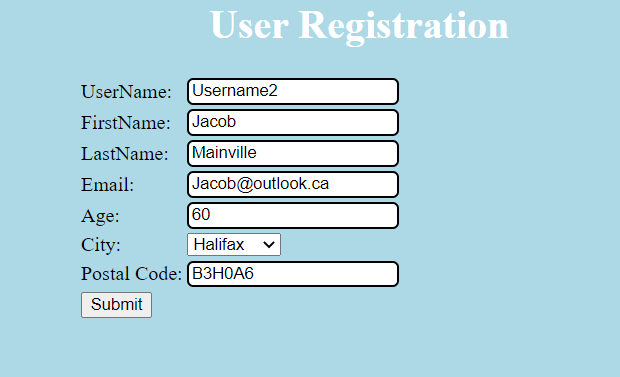 User Registration
UserName: Username2
FirstName: Jacob
LastName: Mainville
Email: Jacob@outlook.ca
Age: 60
City: Halifax
Postal Code: B3H0A6
Submit